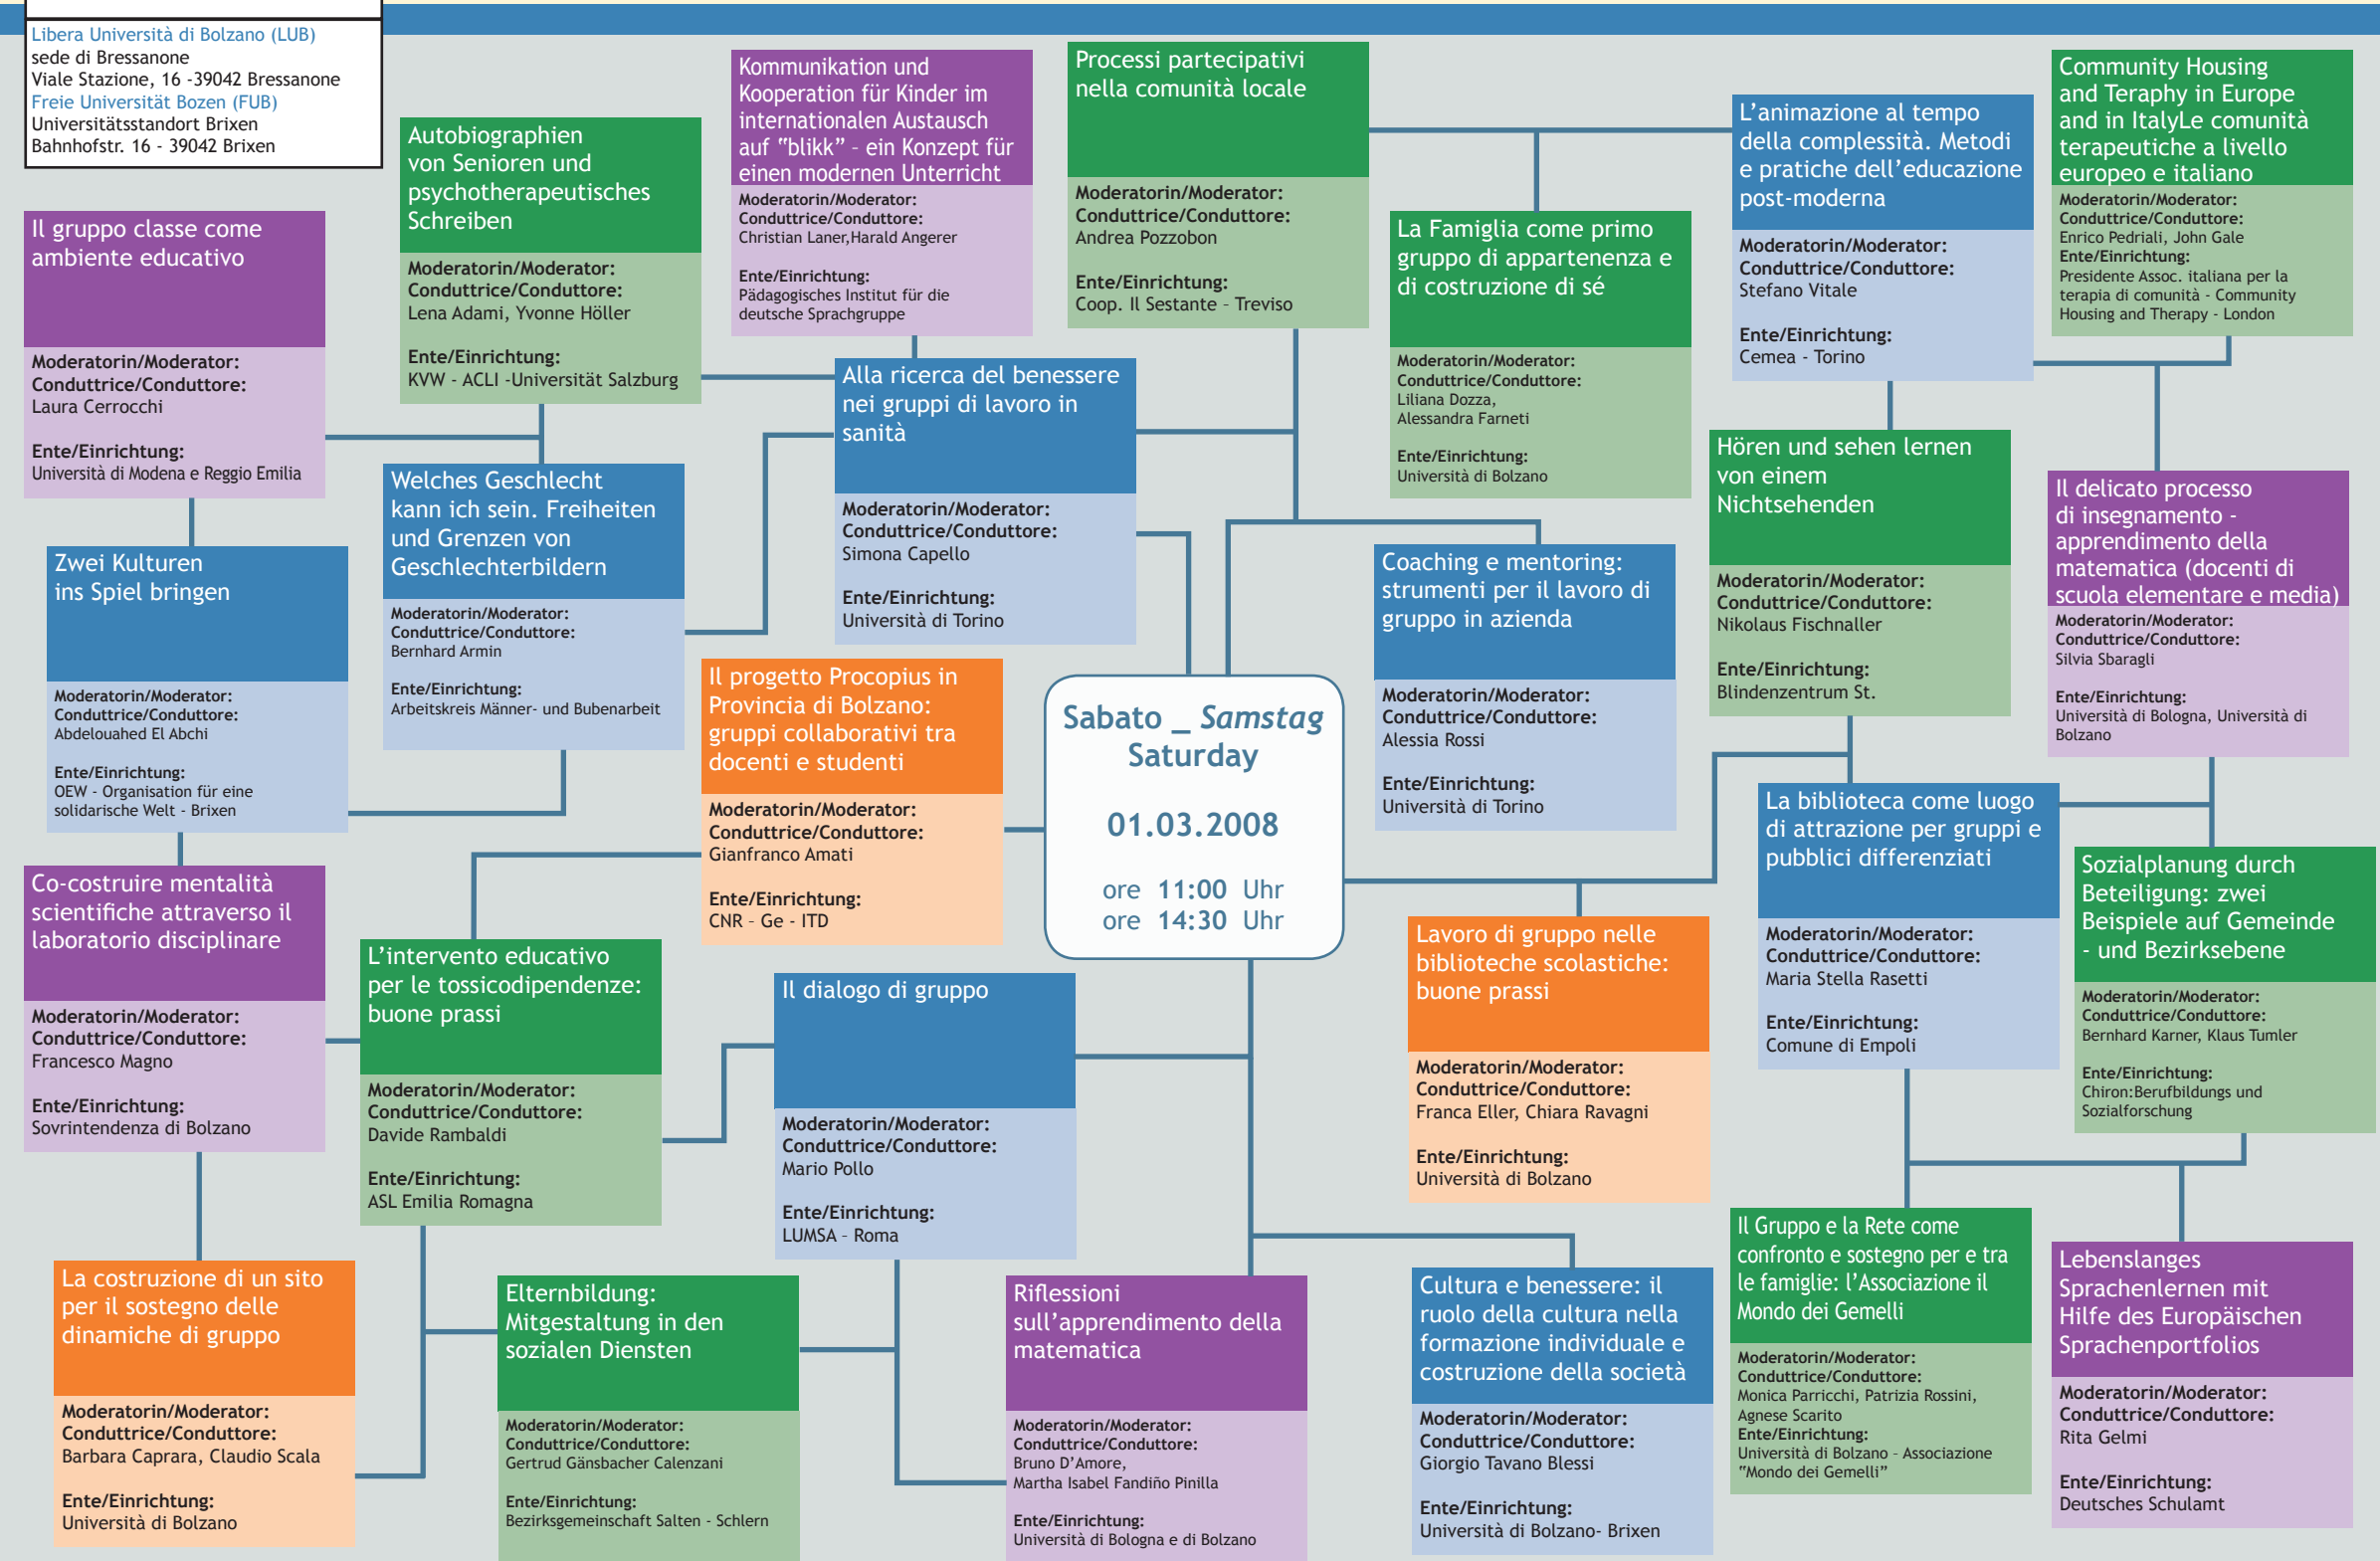 Libera Università di Bolzano (LUB)
sede di Bressanone
Viale Stazione, 16 -39042 Bressanone
Freie Universität Bozen (FUB)
Universitätsstandort Brixen
Bahnhofstr. 16 - 39042 Brixen
Il gruppo classe come
ambiente educativo
Moderatorin/Moderator:
Conduttrice/Conduttore:
Laura Cerrocchi
Ente/Einrichtung:
Università di Modena e Reggio Emilia
Autobiographien
von Senioren und
psychotherapeutisches
Schreiben
Moderatorin/Moderator:
Conduttrice/Conduttore:
Lena Adami, Yvonne Höller
Ente/Einrichtung:
KVW - ACLI -Universität Salzburg
Kommunikation und
Kooperation für Kinder im
internationalen Austausch
auf "blikk" - ein Konzept für
einen modernen Unterricht
Moderatorin/Moderator:
Conduttrice/Conduttore:
Christian Laner,Harald Angerer
Ente/Einrichtung:
Pädagogisches Institut für die
deutsche Sprachgruppe
Processi partecipativi
nella comunità locale
Moderatorin/Moderator:
Conduttrice/Conduttore:
Andrea Pozzobon
Ente/Einrichtung:
Coop. Il Sestante – Treviso
La Famiglia come primo
gruppo di appartenenza e
di costruzione di sé
Moderatorin/Moderator:
Conduttrice/Conduttore:
Liliana Dozza,
Alessandra Farneti
Ente/Einrichtung:
Università di Bolzano
L'animazione al tempo
della complessità. Metodi
e pratiche dell'educazione
post-moderna
Moderatorin/Moderator:
Conduttrice/Conduttore:
Stefano Vitale
Ente/Einrichtung:
Cemea - Torino
Community Housing
and Teraphy in Europe
and in ItalyLe comunità
terapeutiche a livello
europeo e italiano
Moderatorin/Moderator:
Conduttrice/Conduttore:
Enrico Pedriali, John Gale
Ente/Einrichtung:
Presidente Assoc. italiana per la
terapia di comunità - Community
Housing and Therapy - London
Zwei Kulturen
ins Spiel bringen
Moderatorin/Moderator:
Conduttrice/Conduttore:
Abdelouahed El Abchi
Ente/Einrichtung:
OEW - Organisation für eine
solidarische Welt - Brixen
Welches Geschlecht
kann ich sein. Freiheiten
und Grenzen von
Geschlechterbildern
Moderatorin/Moderator:
Conduttrice/Conduttore:
Bernhard Armin
Ente/Einrichtung:
Arbeitskreis Männer- und Bubenarbeit
Alla ricerca del benessere
nei gruppi di lavoro in
sanità
Moderatorin/Moderator:
Conduttrice/Conduttore:
Simona Capello
Ente/Einrichtung:
Università di Torino
Coaching e mentoring:
strumenti per il lavoro di
gruppo in azienda
Moderatorin/Moderator:
Conduttrice/Conduttore:
Alessia Rossi
Ente/Einrichtung:
Università di Torino
Hören und sehen lernen
von einem
Nichtsehenden
Moderatorin/Moderator:
Conduttrice/Conduttore:
Nikolaus Fischnaller
Ente/Einrichtung:
Blindenzentrum St.
Il delicato processo
di insegnamento -
apprendimento della
matematica (docenti di
scuola elementare e media)
Moderatorin/Moderator:
Conduttrice/Conduttore:
Silvia Sbaragli
Ente/Einrichtung:
Università di Bologna, Università di
Bolzano
Il progetto Procopius in
Provincia di Bolzano:
gruppi collaborativi tra
docenti e studenti
Moderatorin/Moderator:
Conduttrice/Conduttore:
Gianfranco Amati
Ente/Einrichtung:
CNR – Ge - ITD
Sabato _ Samstag
Saturday
01.03.2008
ore 11:00 Uhr
ore 14:30 Uhr
Co-costruire mentalità
scientifiche attraverso il
laboratorio disciplinare
Moderatorin/Moderator:
Conduttrice/Conduttore:
Francesco Magno
Ente/Einrichtung:
Sovrintendenza di Bolzano
L'intervento educativo
per le tossicodipendenze:
buone prassi
Moderatorin/Moderator:
Conduttrice/Conduttore:
Davide Rambaldi
Ente/Einrichtung:
ASL Emilia Romagna
Il dialogo di gruppo
Moderatorin/Moderator:
Conduttrice/Conduttore:
Mario Pollo
Ente/Einrichtung:
LUMSA – Roma
Lavoro di gruppo nelle
biblioteche scolastiche:
buone prassi
Moderatorin/Moderator:
Conduttrice/Conduttore:
Franca Eller, Chiara Ravagni
Ente/Einrichtung:
Università di Bolzano
La biblioteca come luogo
di attrazione per gruppi e
pubblici differenziati
Moderatorin/Moderator:
Conduttrice/Conduttore:
Maria Stella Rasetti
Ente/Einrichtung:
Comune di Empoli
Sozialplanung durch
Beteiligung: zwei
Beispiele auf Gemeinde
- und Bezirksebene
Moderatorin/Moderator:
Conduttrice/Conduttore:
Bernhard Karner, Klaus Tumler
Ente/Einrichtung:
Chiron:Berufbildungs und
Sozialforschung
La costruzione di un sito
per il sostegno delle
dinamiche di gruppo
Moderatorin/Moderator:
Conduttrice/Conduttore:
Barbara Caprara, Claudio Scala
Ente/Einrichtung:
Università di Bolzano
Elternbildung:
Mitgestaltung in den
sozialen Diensten
Moderatorin/Moderator:
Conduttrice/Conduttore:
Gertrud Gänsbacher Calenzani
Ente/Einrichtung:
Bezirksgemeinschaft Salten - Schlern
Riflessioni
sull'apprendimento della
matematica
Moderatorin/Moderator:
Conduttrice/Conduttore:
Bruno D'Amore,
Martha Isabel Fandiño Pinilla
Ente/Einrichtung:
Università di Bologna e di Bolzano
Cultura e benessere: il
ruolo della cultura nella
formazione individuale e
costruzione della società
Moderatorin/Moderator:
Conduttrice/Conduttore:
Giorgio Tavano Blessi
Ente/Einrichtung:
Università di Bolzano- Brixen
Il Gruppo e la Rete come
confronto e sostegno per e tra
le famiglie: l'Associazione il
Mondo dei Gemelli
Moderatorin/Moderator:
Conduttrice/Conduttore:
Monica Parricchi, Patrizia Rossini,
Agnese Scarito
Ente/Einrichtung:
Università di Bolzano – Associazione
"Mondo dei Gemelli"
Lebenslanges
Sprachenlernen mit
Hilfe des Europäischen
Sprachenportfolios
Moderatorin/Moderator:
Conduttrice/Conduttore:
Rita Gelmi
Ente/Einrichtung:
Deutsches Schulamt